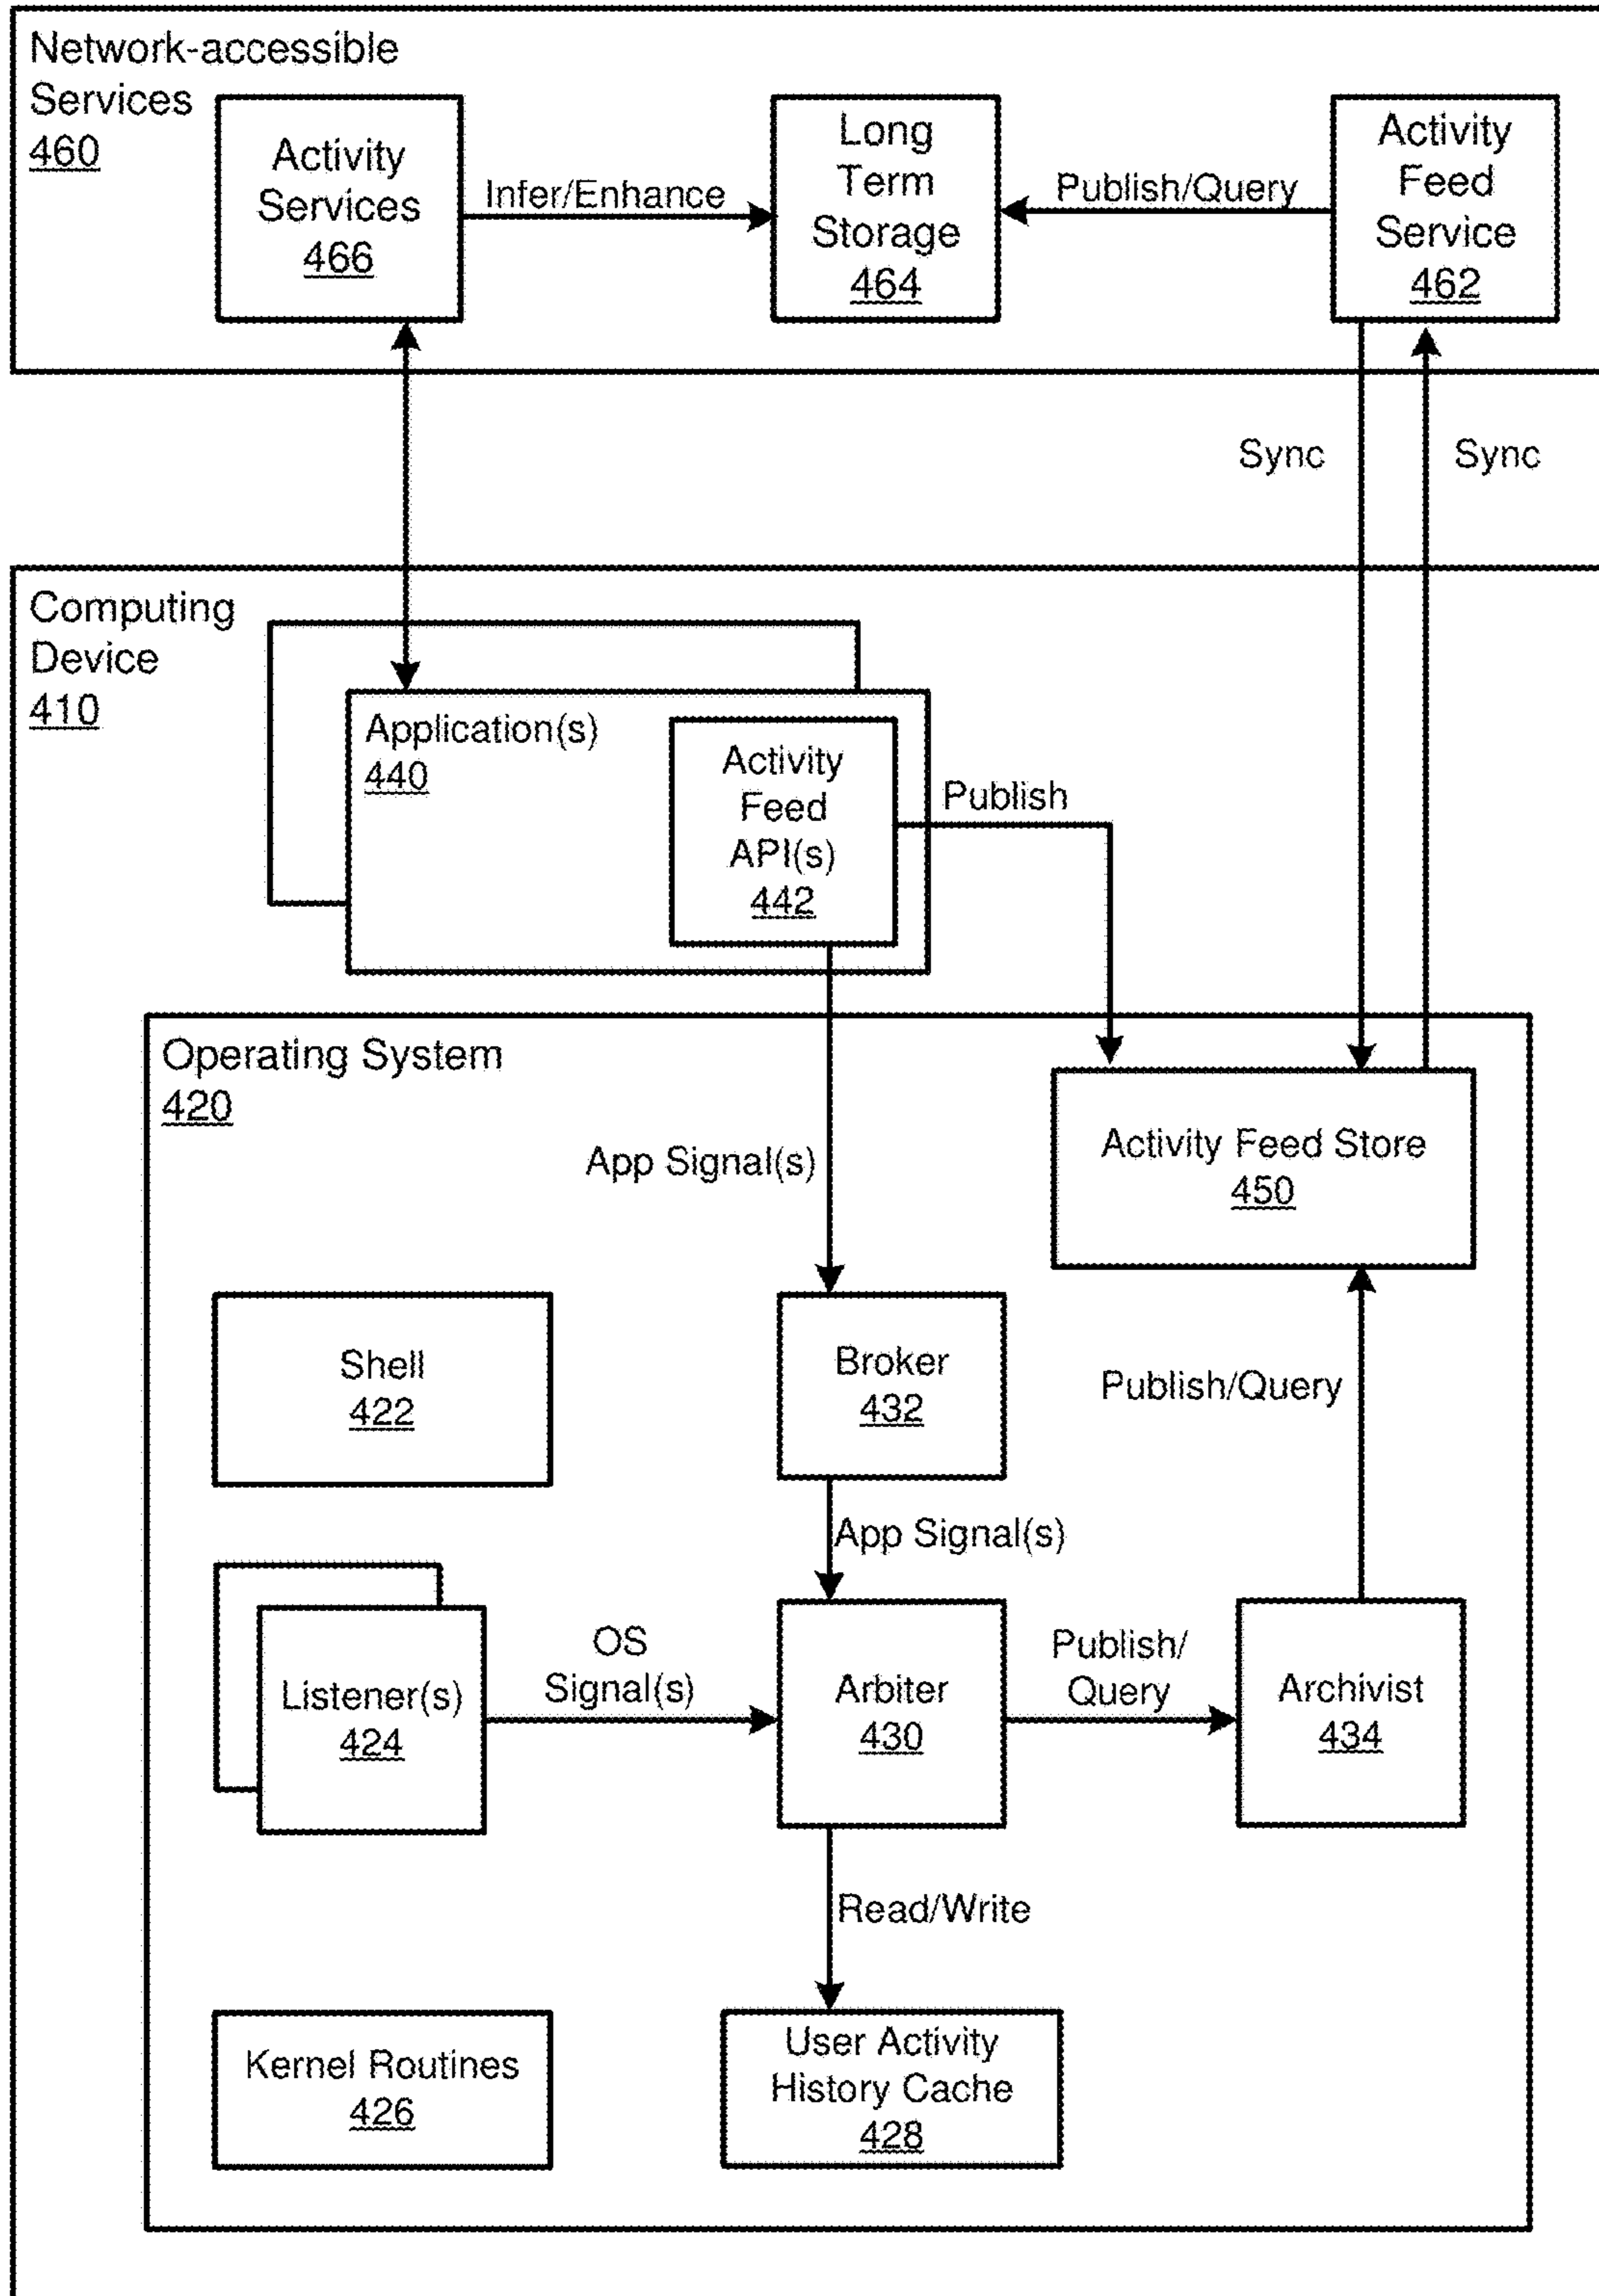 Network-accessible
Services
460
Activity
Services
466
Infer/Enhance
Long
Term
Storage
464
Publish/Query
Activity
Feed
Service
462
Sync
Sync
Computing
Device
410
Application(s)
440
Activity
Feed
API(s)
442
Publish
Operating System
420
App Signal(s)
Activity Feed Store
450
Shell
422
Broker
432
Publish/Query
App Signal(s)
Listener(s)
424
OS
Signal(s)
Arbiter
430
Publish/
Query
Archivist
434
Read/Write
Kernel Routines
426
User Activity
History Cache
428